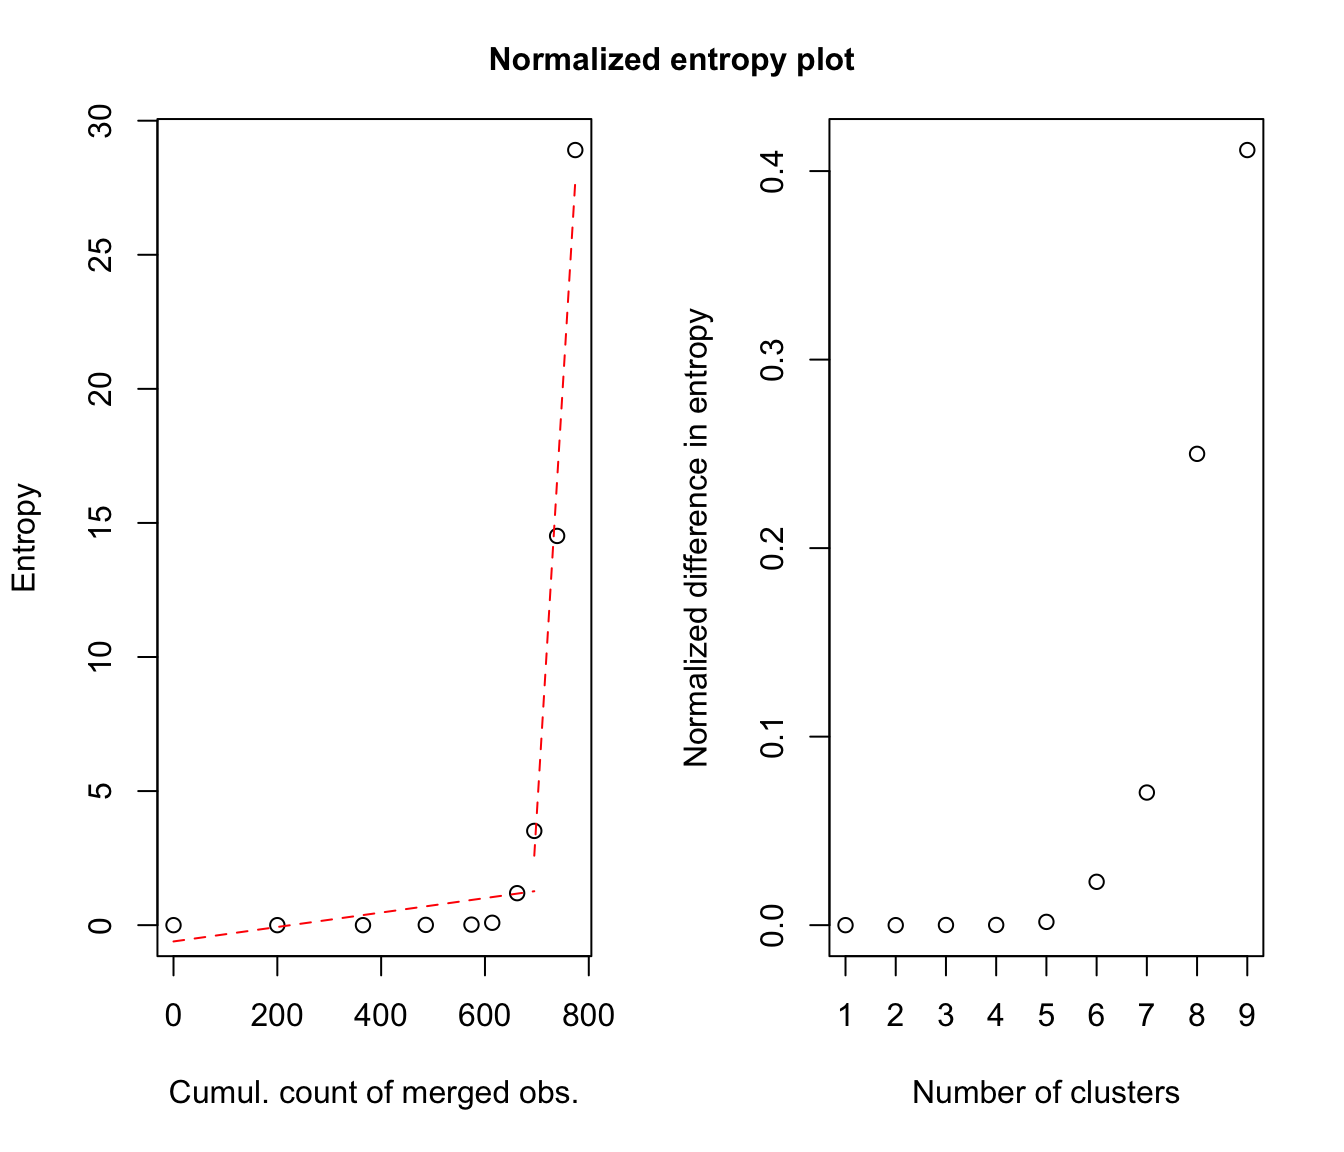 Normalized entropy plot
Entropy
30
25
20
15
10
5
0
0 200 400 600 800
Cumul. count of merged obs.
Normalized difference in entropy
0.4
0.3
0.2
0.1
0.0
1 2 3 4 5 6 7 8 9
Number of clusters